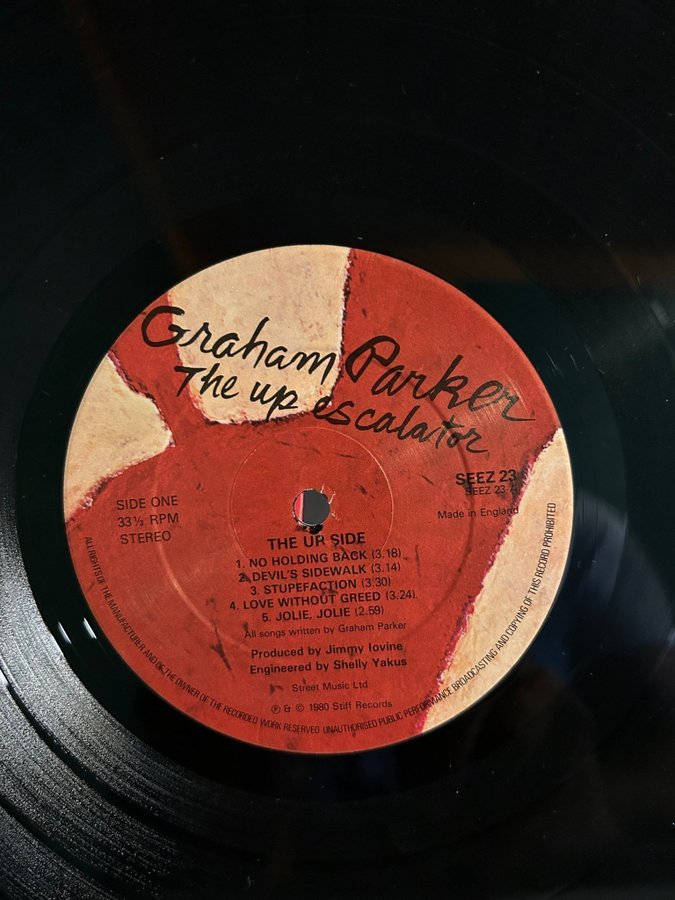 Graham Parker
The up escalator
SEEZ 23
SEEZ 23-A
Made in England
SIDE ONE
33⅓ RPM
STEREO
THE UP SIDE
1. NO HOLDING BACK (3.18)
2. DEVIL'S SIDEWALK (3.14)
3. STUPEFACTION (3:30)
4. LOVE WITHOUT GREED (3.24)
5. JOLIE, JOLIE (2.59)
All songs written by Graham Parker
Produced by Jimmy Iovine
Engineered by Shelly Yakus
Street Music Ltd
℗ & © 1980 Stiff Records
ALL RIGHTS OF THE MANUFACTURER AND OF THE OWNER OF THE RECORDED WORK RESERVED UNAUTHORISED PUBLIC PERFORMANCE BROADCASTING AND COPYING OF THIS RECORD PROHIBITED